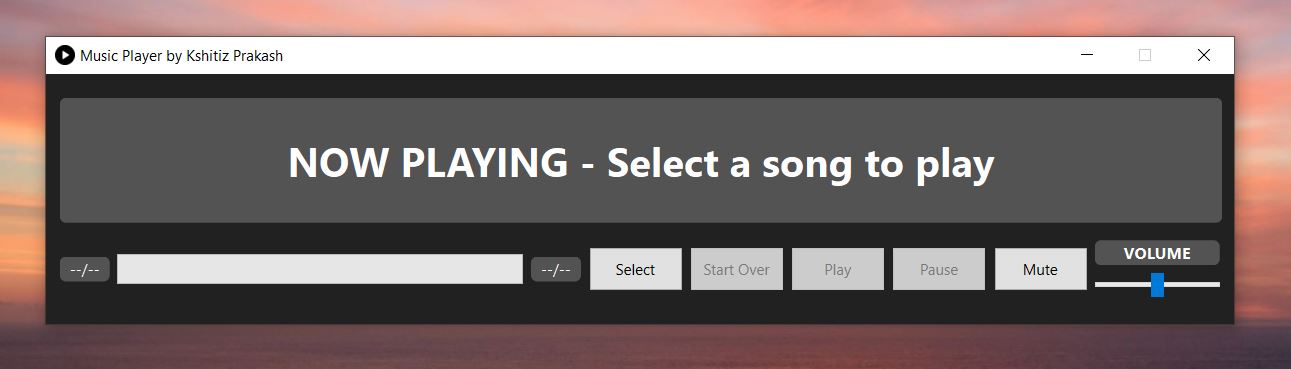 Music Player by Kshitiz Prakash
NOW PLAYING - Select a song to play
--/--
--/--
Select
Start Over
Play
Pause
Mute
VOLUME